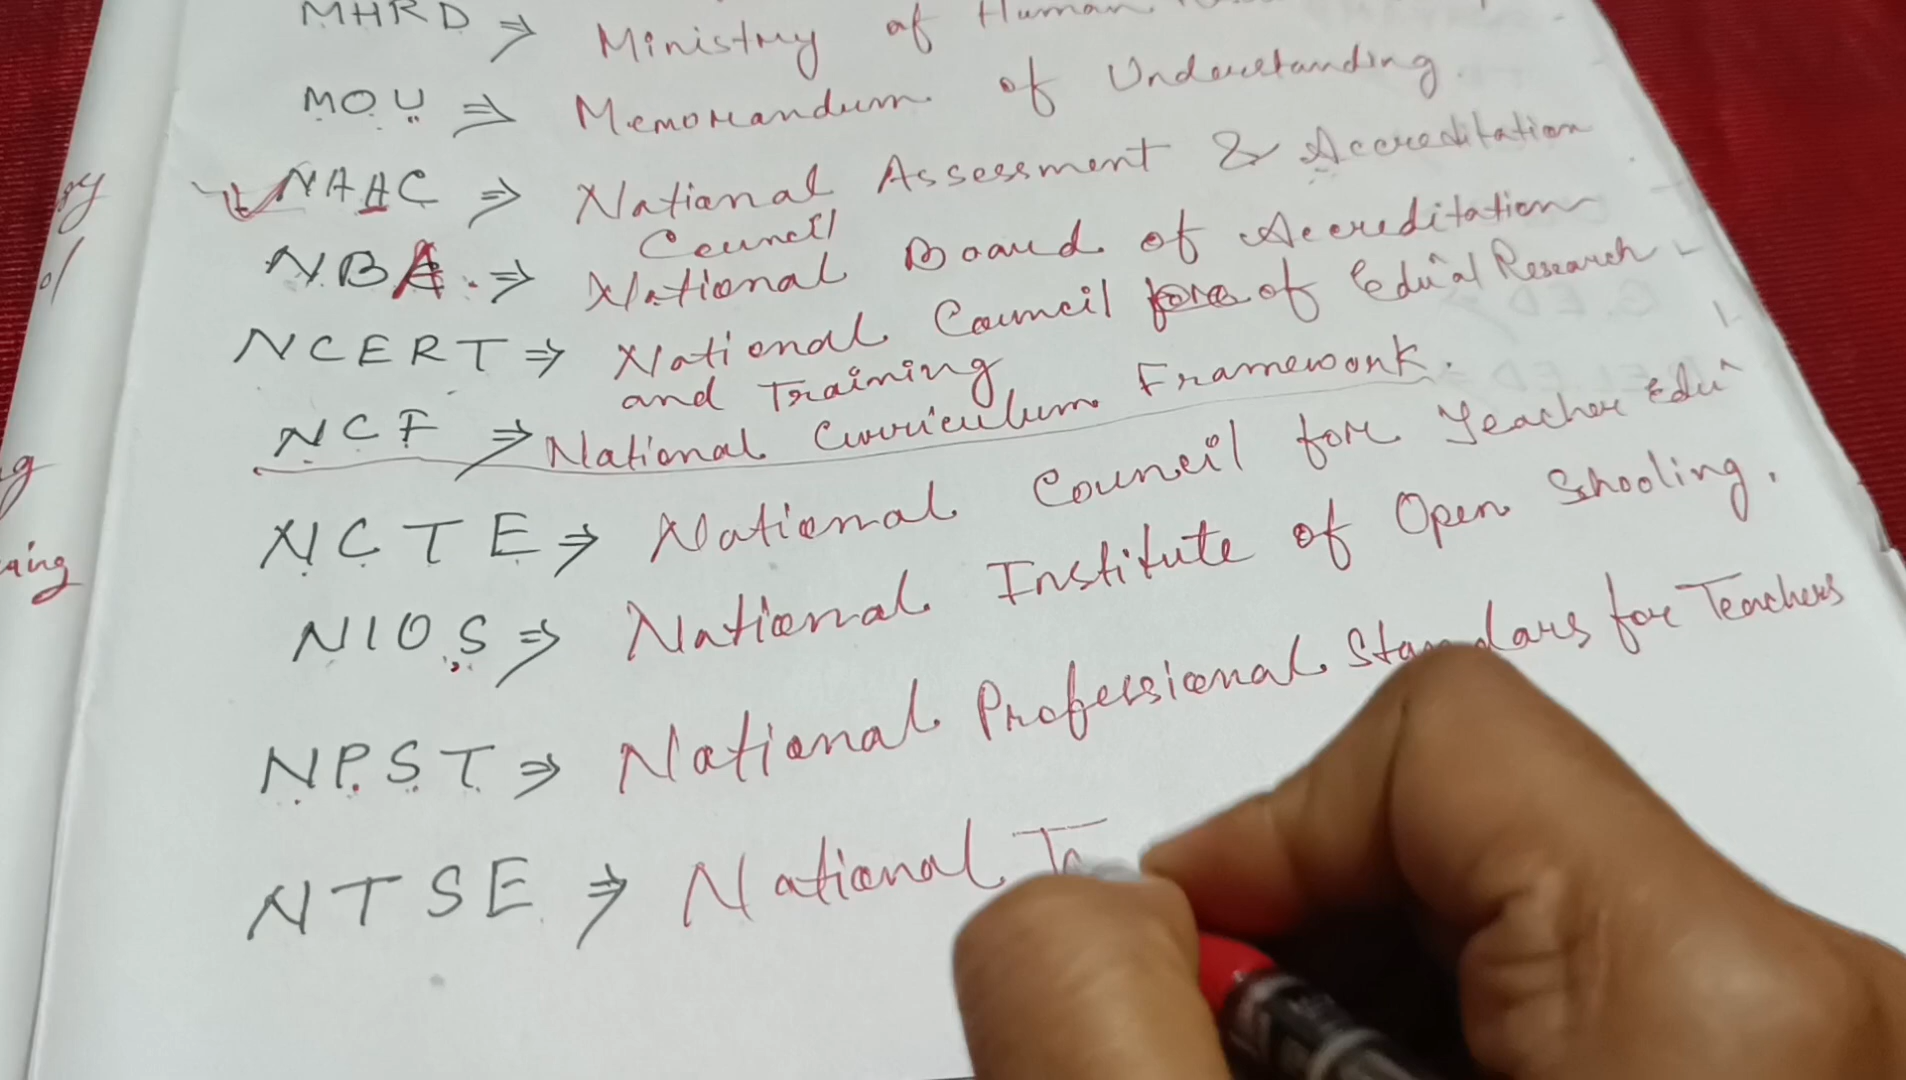 MHRD ⇒ Ministry of Human
MOU ⇒ Memorandum of Understanding
NAAC ⇒ National Assessment & Accreditation
Council
NBA ⇒ National Board of Accreditation
NCERT ⇒ National Council of Edu^al Research
and Training
NCF ⇒ National Curriculum Framework.
NCTE ⇒ National Council for Teacher Edu^
NIOS ⇒ National Institute of Open Shooling.
NPST ⇒ National Professional Standars for Teachers
NTSE ⇒ National